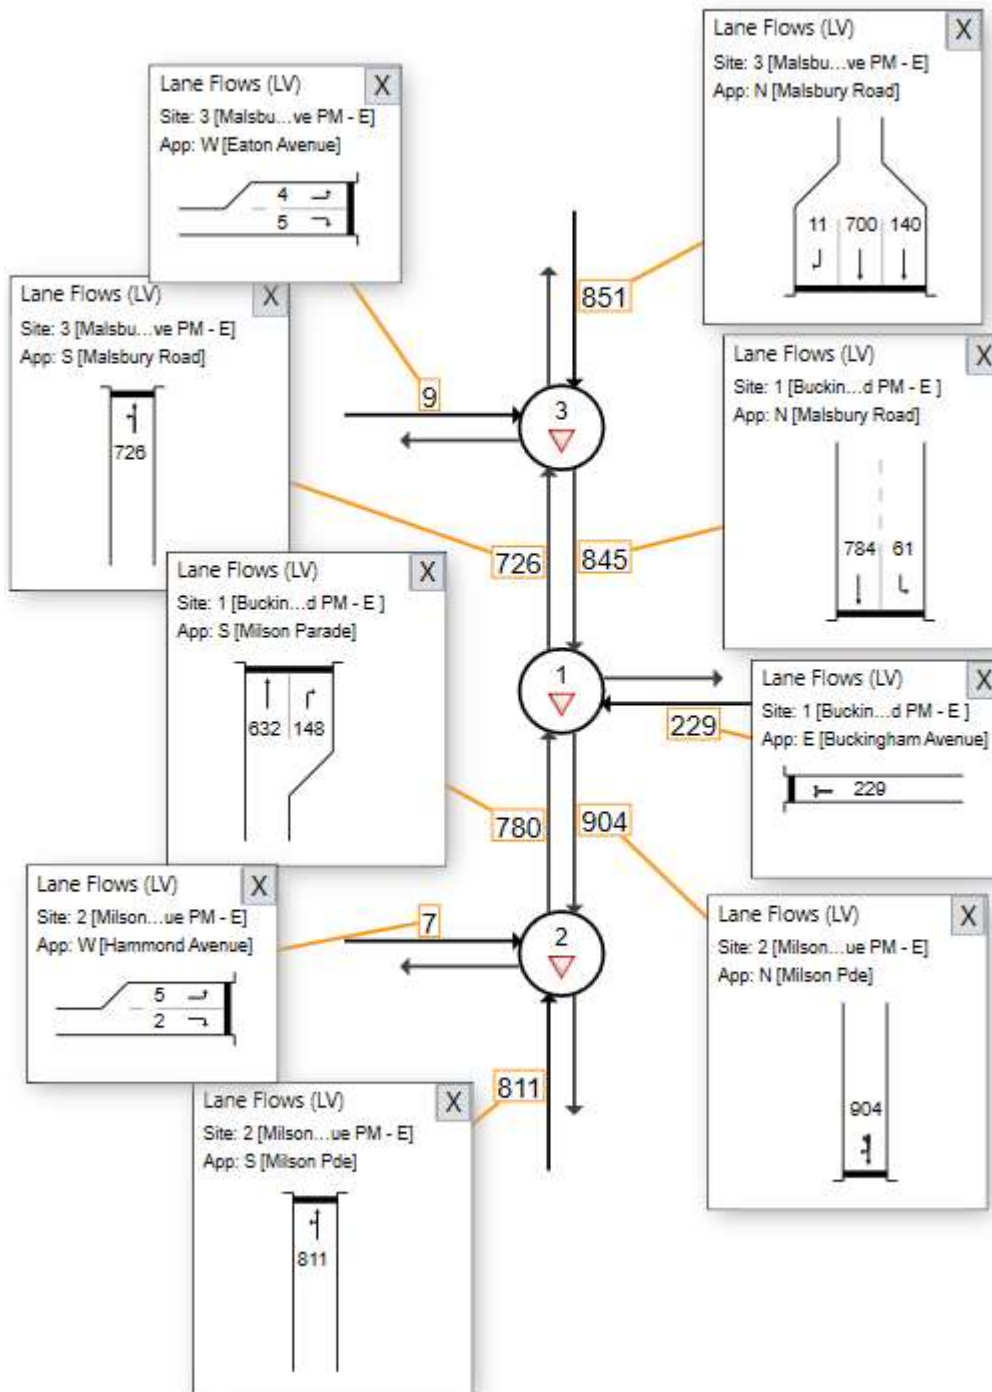 Lane Flows (LV)
X
Site: 3 [Malsbu...ve PM - E]
App: N [Malsbury Road]
11 700 140
Lane Flows (LV)
X
Site: 3 [Malsbu...ve PM - E]
App: W [Eaton Avenue]
4
5
Lane Flows (LV)
X
Site: 3 [Malsbu...ve PM - E]
App: S [Malsbury Road]
726
851
9
3
Lane Flows (LV)
X
Site: 1 [Buckin...d PM - E ]
App: N [Malsbury Road]
784 61
726
845
Lane Flows (LV)
X
Site: 1 [Buckin...d PM - E ]
App: S [Milson Parade]
632 148
1
229
Lane Flows (LV)
X
Site: 1 [Buckin...d PM - E ]
App: E [Buckingham Avenue]
229
780
904
Lane Flows (LV)
X
Site: 2 [Milson...ue PM - E]
App: W [Hammond Avenue]
5
2
7
2
Lane Flows (LV)
X
Site: 2 [Milson...ue PM - E]
App: N [Milson Pde]
904
811
Lane Flows (LV)
X
Site: 2 [Milson...ue PM - E]
App: S [Milson Pde]
811